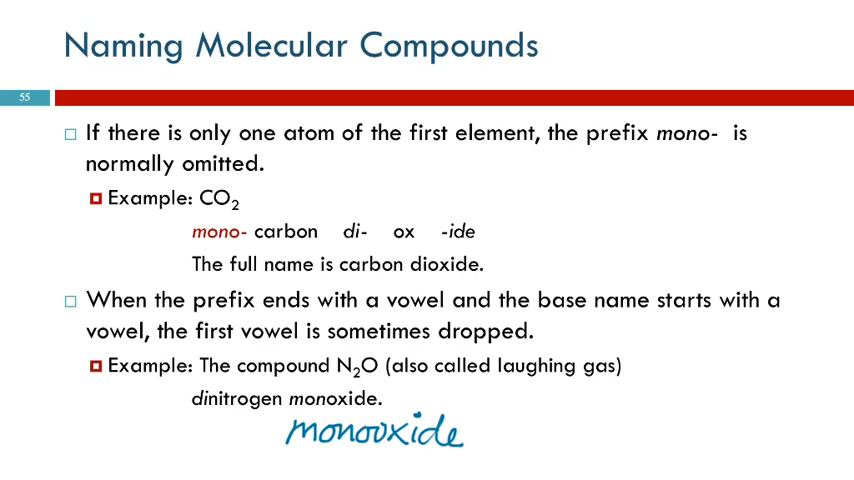 Naming Molecular Compounds
55
If there is only one atom of the first element, the prefix mono- is
normally omitted.
Example: CO₂
mono- carbon di- ox -ide
The full name is carbon dioxide.
When the prefix ends with a vowel and the base name starts with a
vowel, the first vowel is sometimes dropped.
Example: The compound N₂O (also called laughing gas)
dinitrogen monoxide.
monooxide